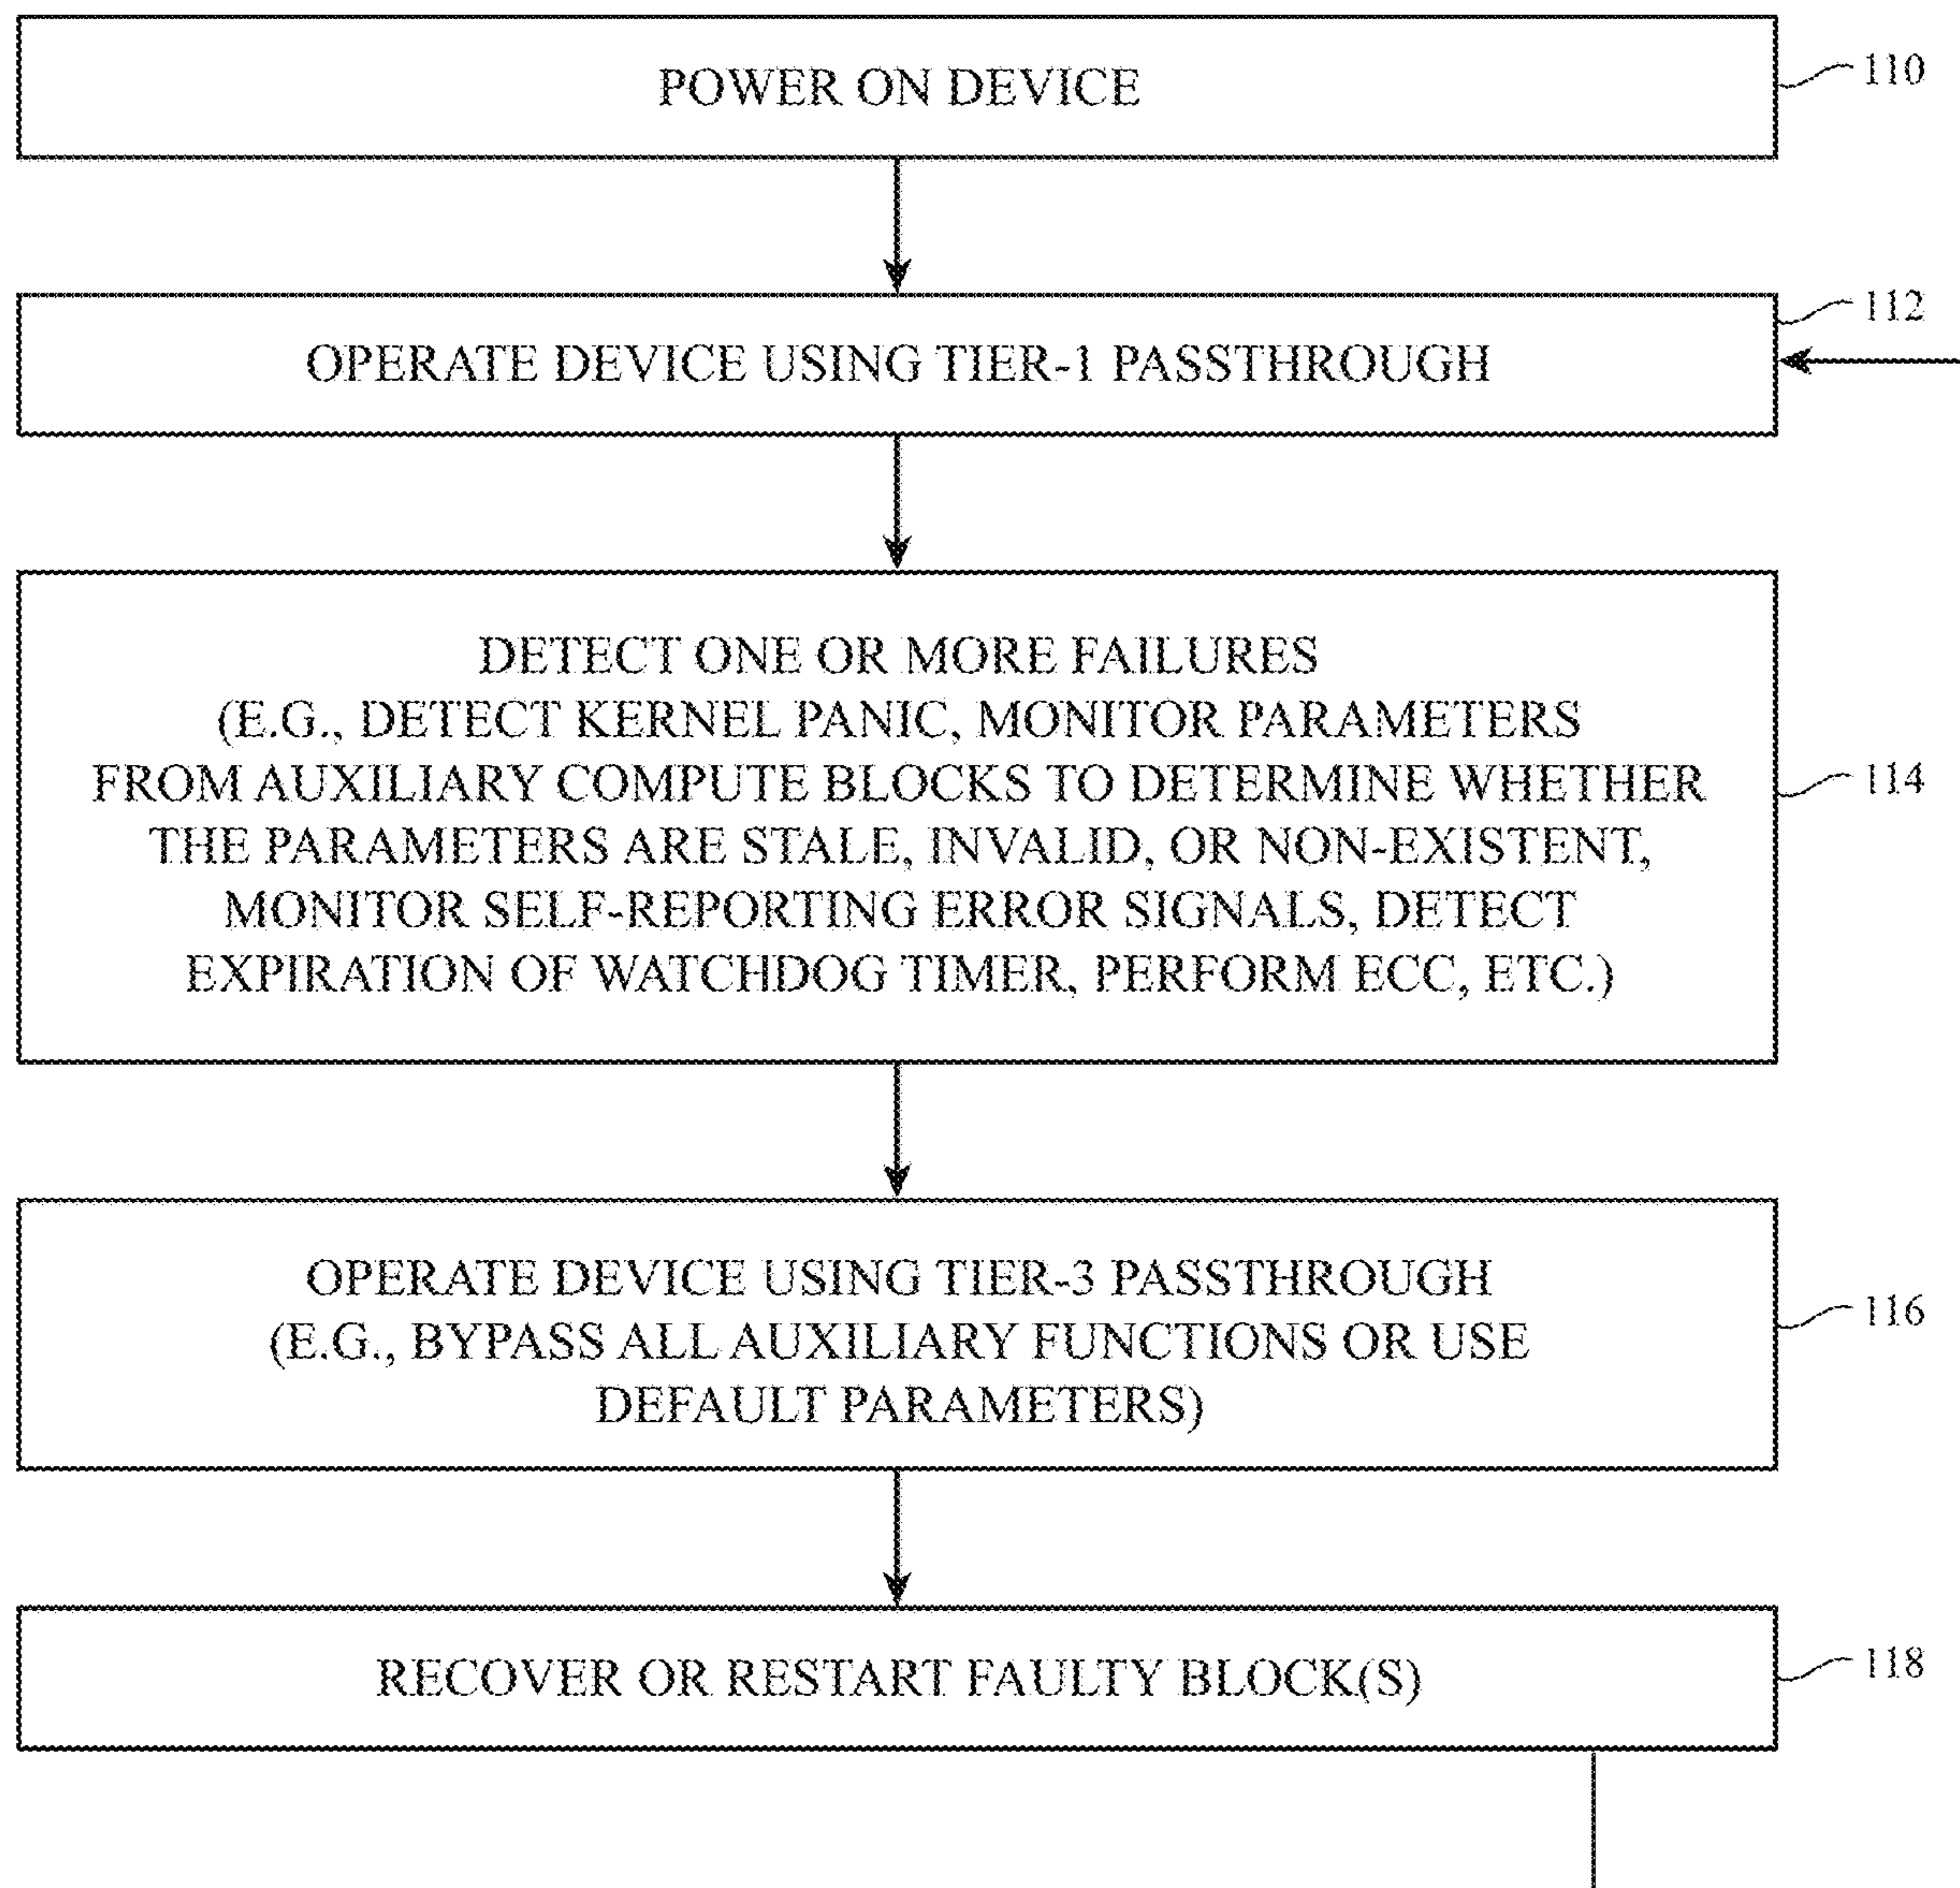 POWER ON DEVICE
110
OPERATE DEVICE USING TIER-1 PASSTHROUGH
112
DETECT ONE OR MORE FAILURES
(E.G., DETECT KERNEL PANIC, MONITOR PARAMETERS
FROM AUXILIARY COMPUTE BLOCKS TO DETERMINE WHETHER
THE PARAMETERS ARE STALE, INVALID, OR NON-EXISTENT,
MONITOR SELF-REPORTING ERROR SIGNALS, DETECT
EXPIRATION OF WATCHDOG TIMER, PERFORM ECC, ETC.)
114
OPERATE DEVICE USING TIER-3 PASSTHROUGH
(E.G., BYPASS ALL AUXILIARY FUNCTIONS OR USE
DEFAULT PARAMETERS)
116
RECOVER OR RESTART FAULTY BLOCK(S)
118